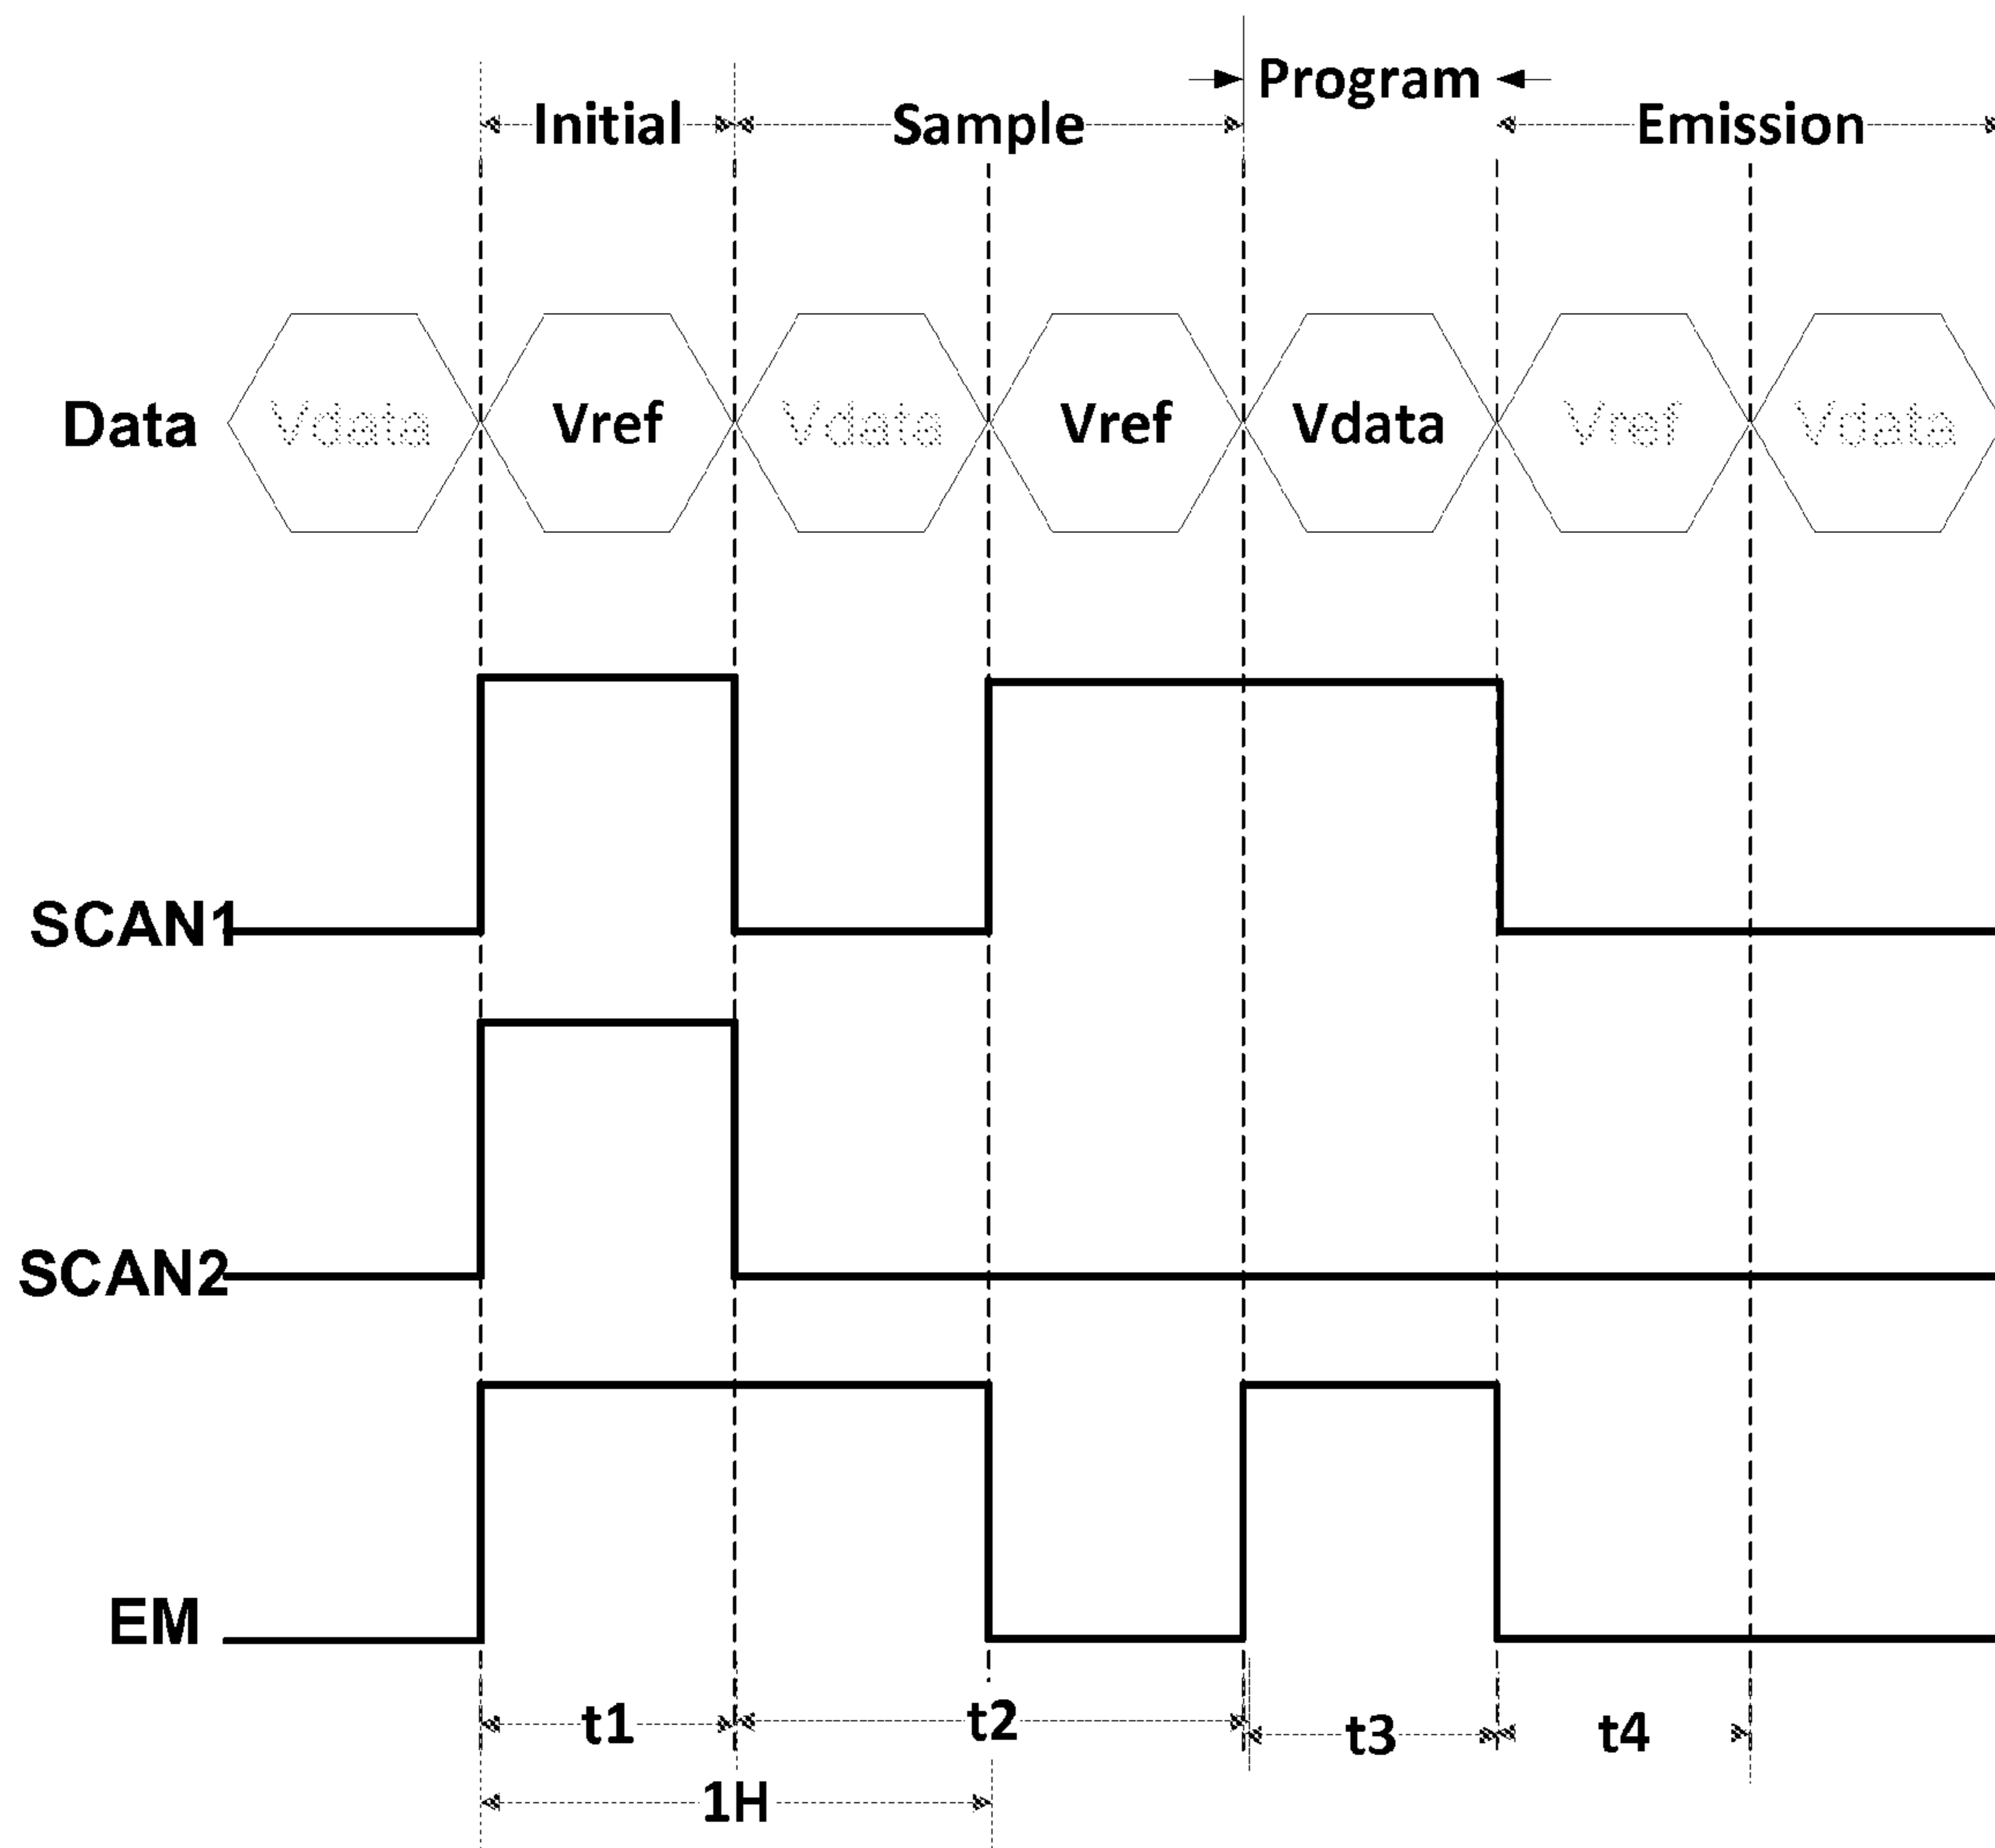 Program
Initial Sample Emission
Data Vdata Vref Vdata Vref Vdata Vref Vdata
SCAN1
SCAN2
EM
t1 t2 t3 t4
1H